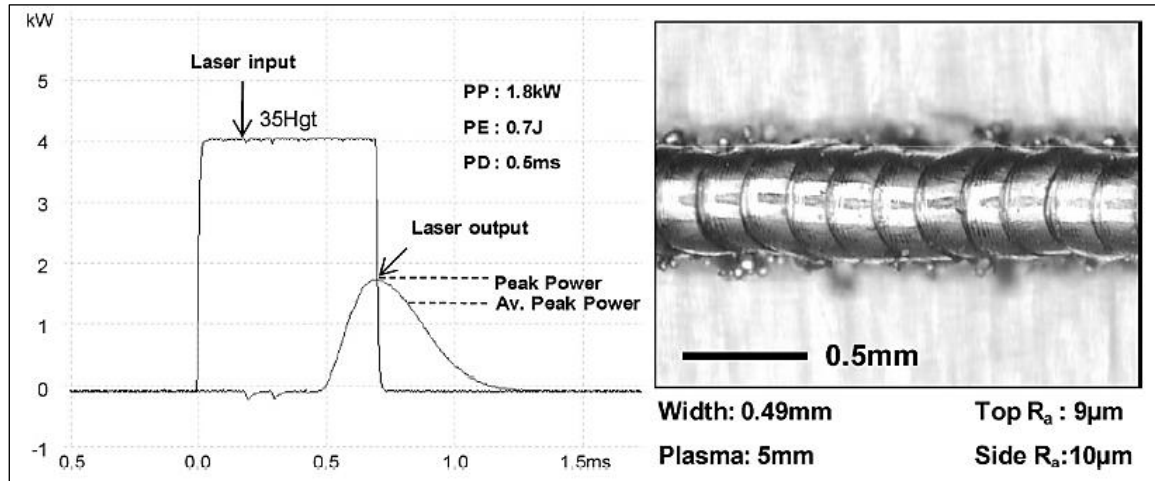 kW
5
4
3
2
1
0
-1
0.5
0.0
0.5
1.0
1.5ms
Laser input
35Hgt
PP : 1.8kW
PE : 0.7J
PD : 0.5ms
Laser output
Peak Power
Av. Peak Power
0.5mm
Width: 0.49mm
Top Ra : 9μm
Plasma: 5mm
Side Ra:10μm